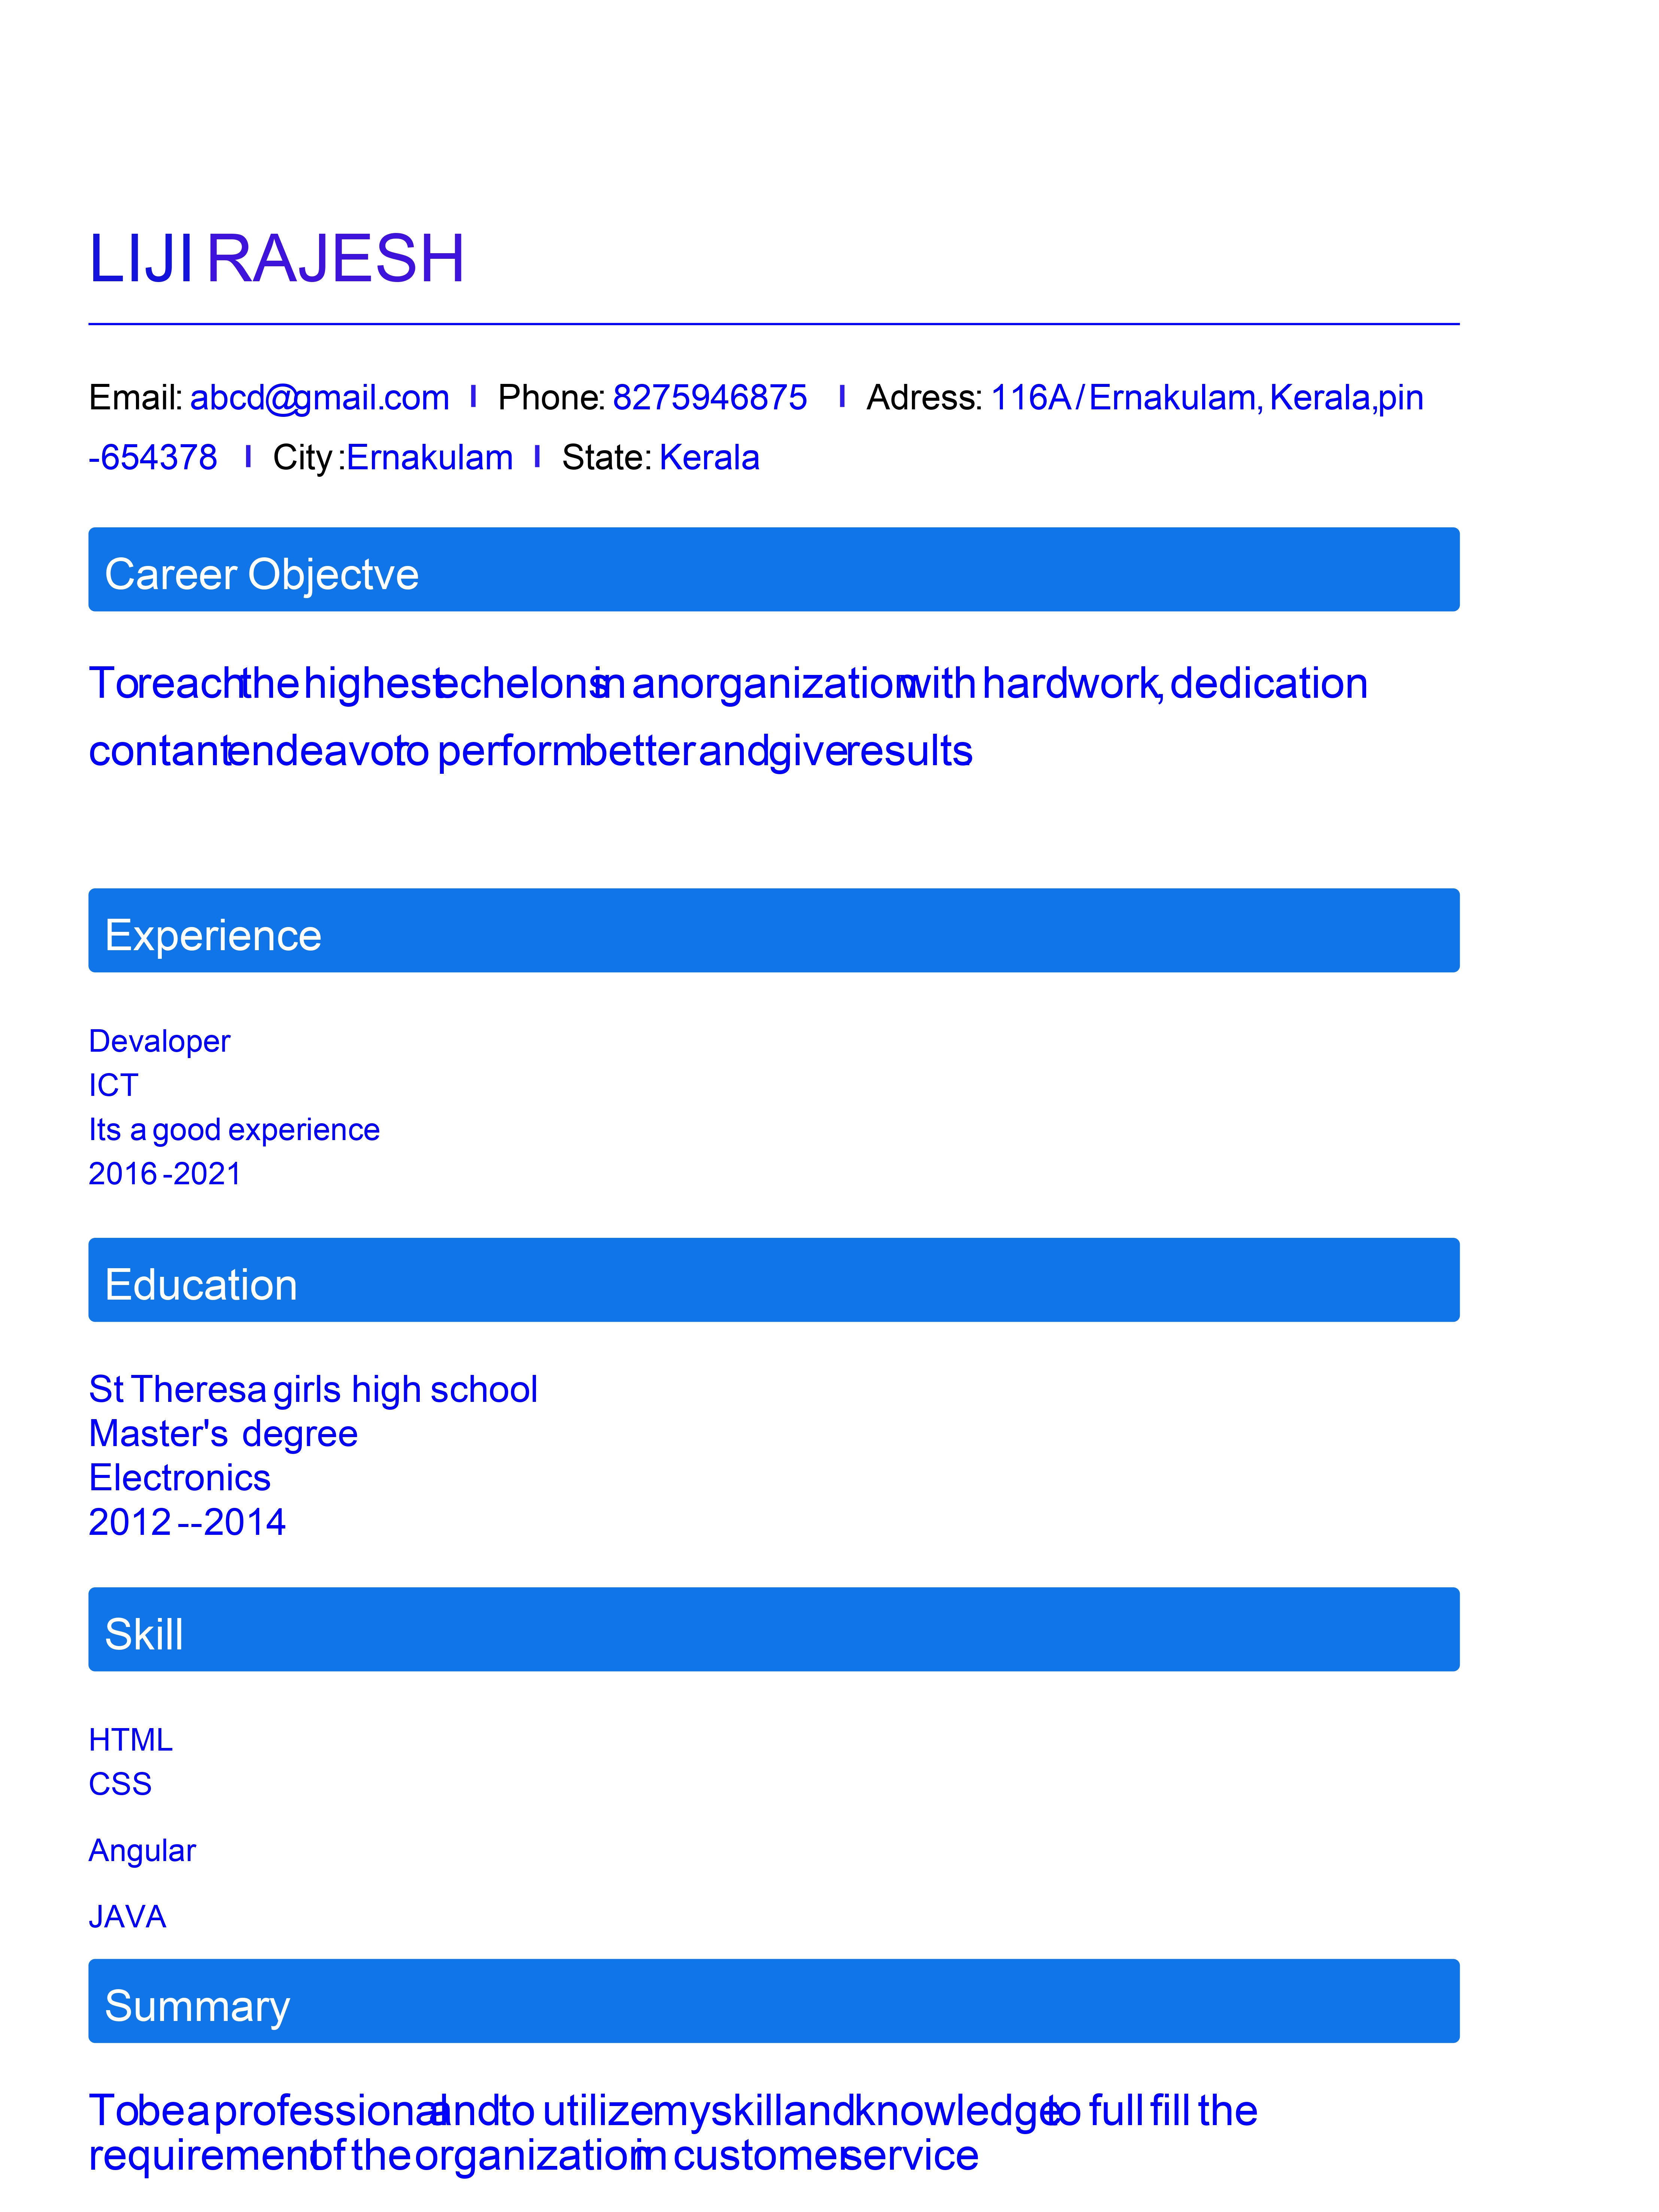 LIJI RAJESH
Email: abcd@gmail.com I Phone: 8275946875 I Adress: 116A / Ernakulam, Kerala,pin
-654378 I City :Ernakulam I State: Kerala
Career Objectve
To reach the highest echelons in an organization with hardwork, dedication
contant endeavor to perform better and give results.
Experience
Devaloper
ICT
Its a good experience
2016 -2021
Education
St Theresa girls high school
Master's degree
Electronics
2012 --2014
Skill
HTML
CSS
Angular
JAVA
Summary
To be a professional and to utilize my skill and knowledge to full fill the
requirement of the organization in customer service